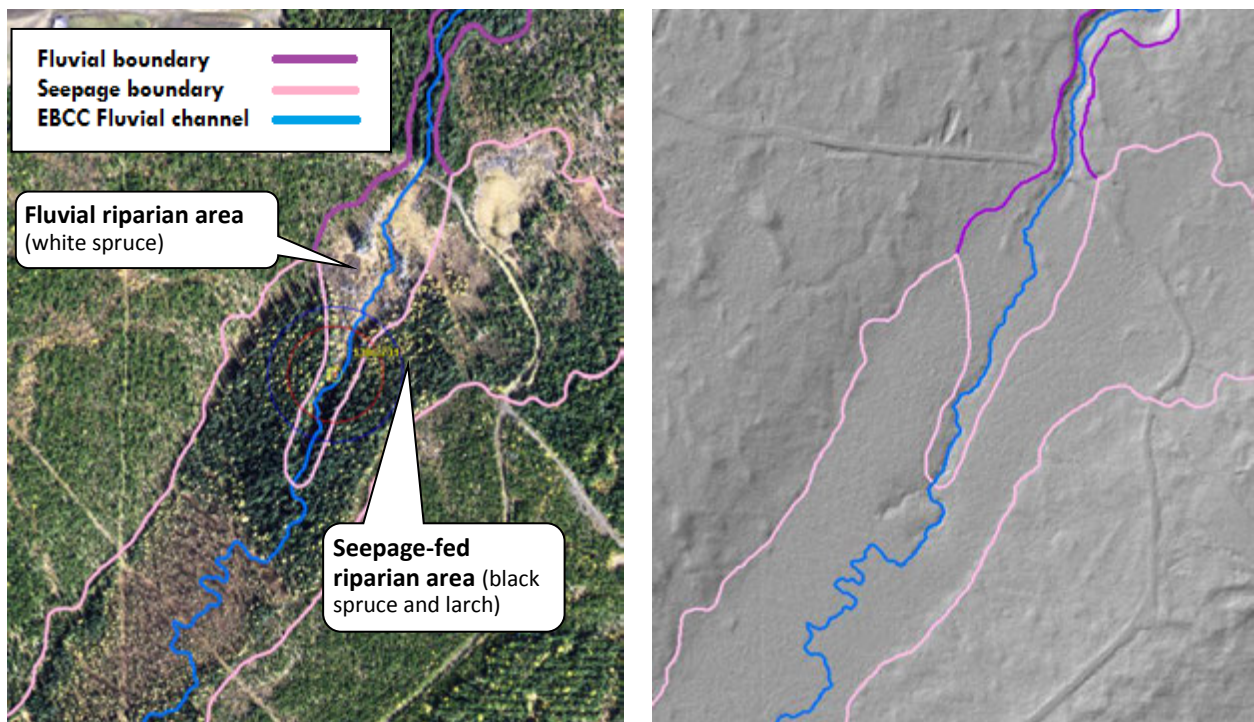 Fluvial boundary
Seepage boundary
EBCC Fluvial channel
Fluvial riparian area
(white spruce)
Seepage-fed
riparian area (black
spruce and larch)